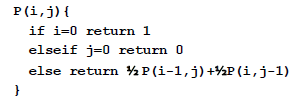 P(i,j){
if i=0 return 1
elseif j=0 return 0
else return ½P(i-1,j)+½P(i,j-1)
}